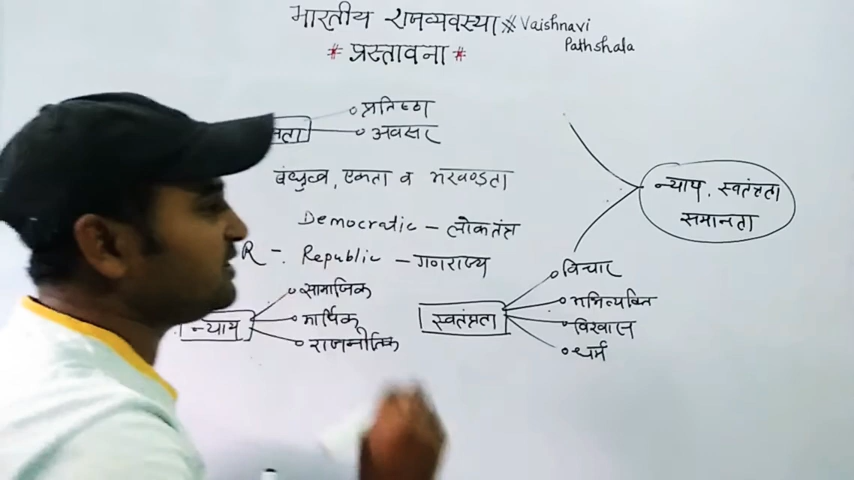 भारतीय राजव्यवस्था ※ Vaishnavi Pathshala
# प्रस्तावना #
प्रतिष्ठा
अवसर
बंधुत्व, एकता व अखण्डता
न्याय, स्वतंत्रता
समानता
Democratic - लोकतंत्र
R - Republic - गणराज्य
न्याय
सामाजिक
आर्थिक
राजनीतिक
स्वतंत्रता
विचार
अभिव्यक्ति
विश्वास
धर्म